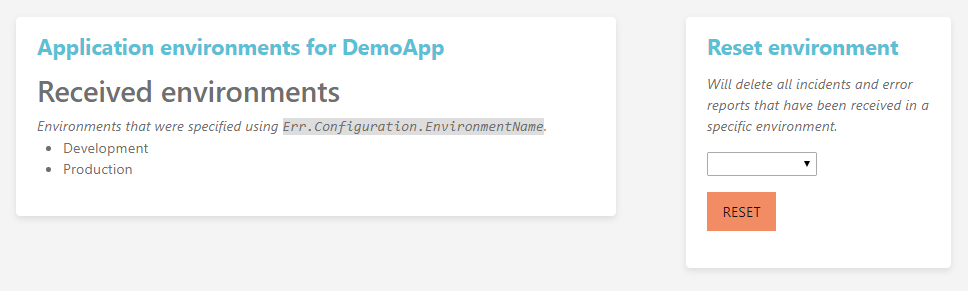 Application environments for DemoApp
Received environments
Environments that were specified using Err.Configuration.EnvironmentName.
Development
Production
Reset environment
Will delete all incidents and error
reports that have been received in a
specific environment.
RESET